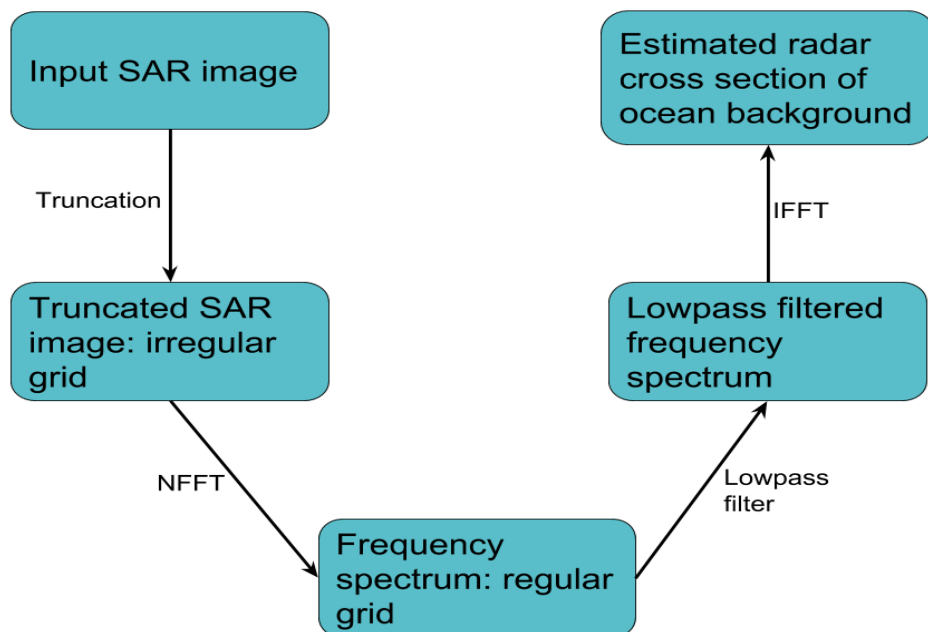 Input SAR image
Truncation
Truncated SAR
image: irregular
grid
NFFT
Frequency
spectrum: regular
grid
Lowpass
filter
Lowpass filtered
frequency
spectrum
IFFT
Estimated radar
cross section of
ocean background